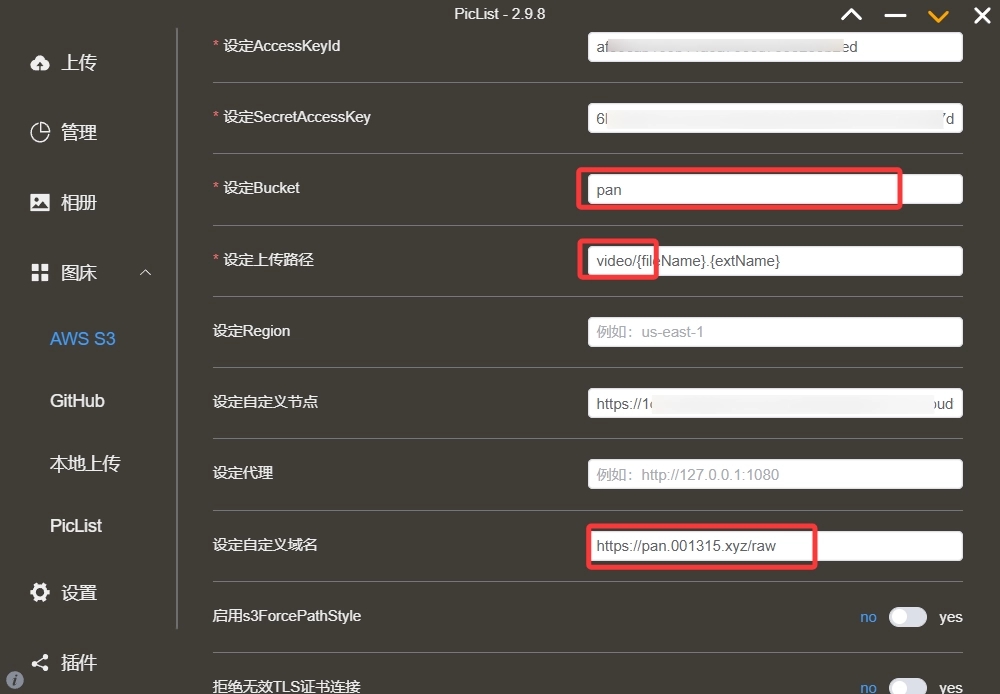 PicList - 2.9.8
上传
管理
相册
图床
AWS S3
GitHub
本地上传
PicList
设置
插件
* 设定AccessKeyId
* 设定SecretAccessKey
* 设定Bucket
pan
* 设定上传路径
video/{fileName}.{extName}
设定Region
例如：us-east-1
设定自定义节点
https://1
oud
设定代理
例如：http://127.0.0.1:1080
设定自定义域名
https://pan.001315.xyz/raw
启用s3ForcePathStyle
no yes
拒绝无效TLS证书连接
no yes